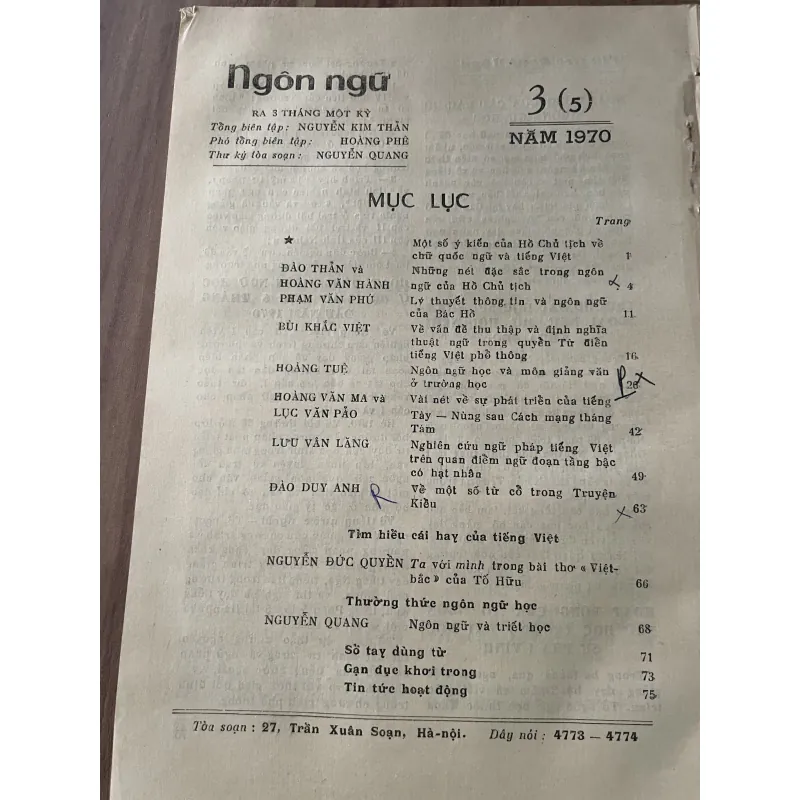 Ngôn ngữ
RA 3 THÁNG MỘT KỲ
Tổng biên tập: NGUYỄN KIM THẢN
Phó tổng biên tập: HOÀNG PHÊ
Thư ký tòa soạn: NGUYỄN QUANG
3 (5)
NĂM 1970
MỤC LỤC
Trang
★ Một số ý kiến của Hồ Chủ tịch về
chữ quốc ngữ và tiếng Việt 1
ĐÀO THẢN và Những nét đặc sắc trong ngôn
HOÀNG VĂN HÀNH ngữ của Hồ Chủ tịch 4
PHẠM VĂN PHÚ Lý thuyết thông tin và ngôn ngữ
của Bác Hồ 11
BÙI KHẮC VIỆT Về vấn đề thu thập và định nghĩa
thuật ngữ trong quyển Từ điển
tiếng Việt phổ thông 16
HOÀNG TUỆ Ngôn ngữ học và môn giảng văn
ở trường học 26
HOÀNG VĂN MA và Vài nét về sự phát triển của tiếng
LỤC VĂN PẢO Tày — Nùng sau Cách mạng tháng
Tám 42
LƯU VÂN LĂNG Nghiên cứu ngữ pháp tiếng Việt
trên quan điểm ngữ đoạn tầng bậc
có hạt nhân 49
ĐÀO DUY ANH R Về một số từ cổ trong Truyện
Kiều x 63
Tìm hiểu cái hay của tiếng Việt
NGUYỄN ĐỨC QUYỀN Ta với mình trong bài thơ « Việt-
bắc » của Tố Hữu 66
Thường thức ngôn ngữ học
NGUYỄN QUANG Ngôn ngữ và triết học 68
Sổ tay dùng từ 71
Gạn đục khơi trong 73
Tin tức hoạt động 75
Tòa soạn : 27, Trần Xuân Soạn, Hà-nội. Dây nói : 4773 — 4774